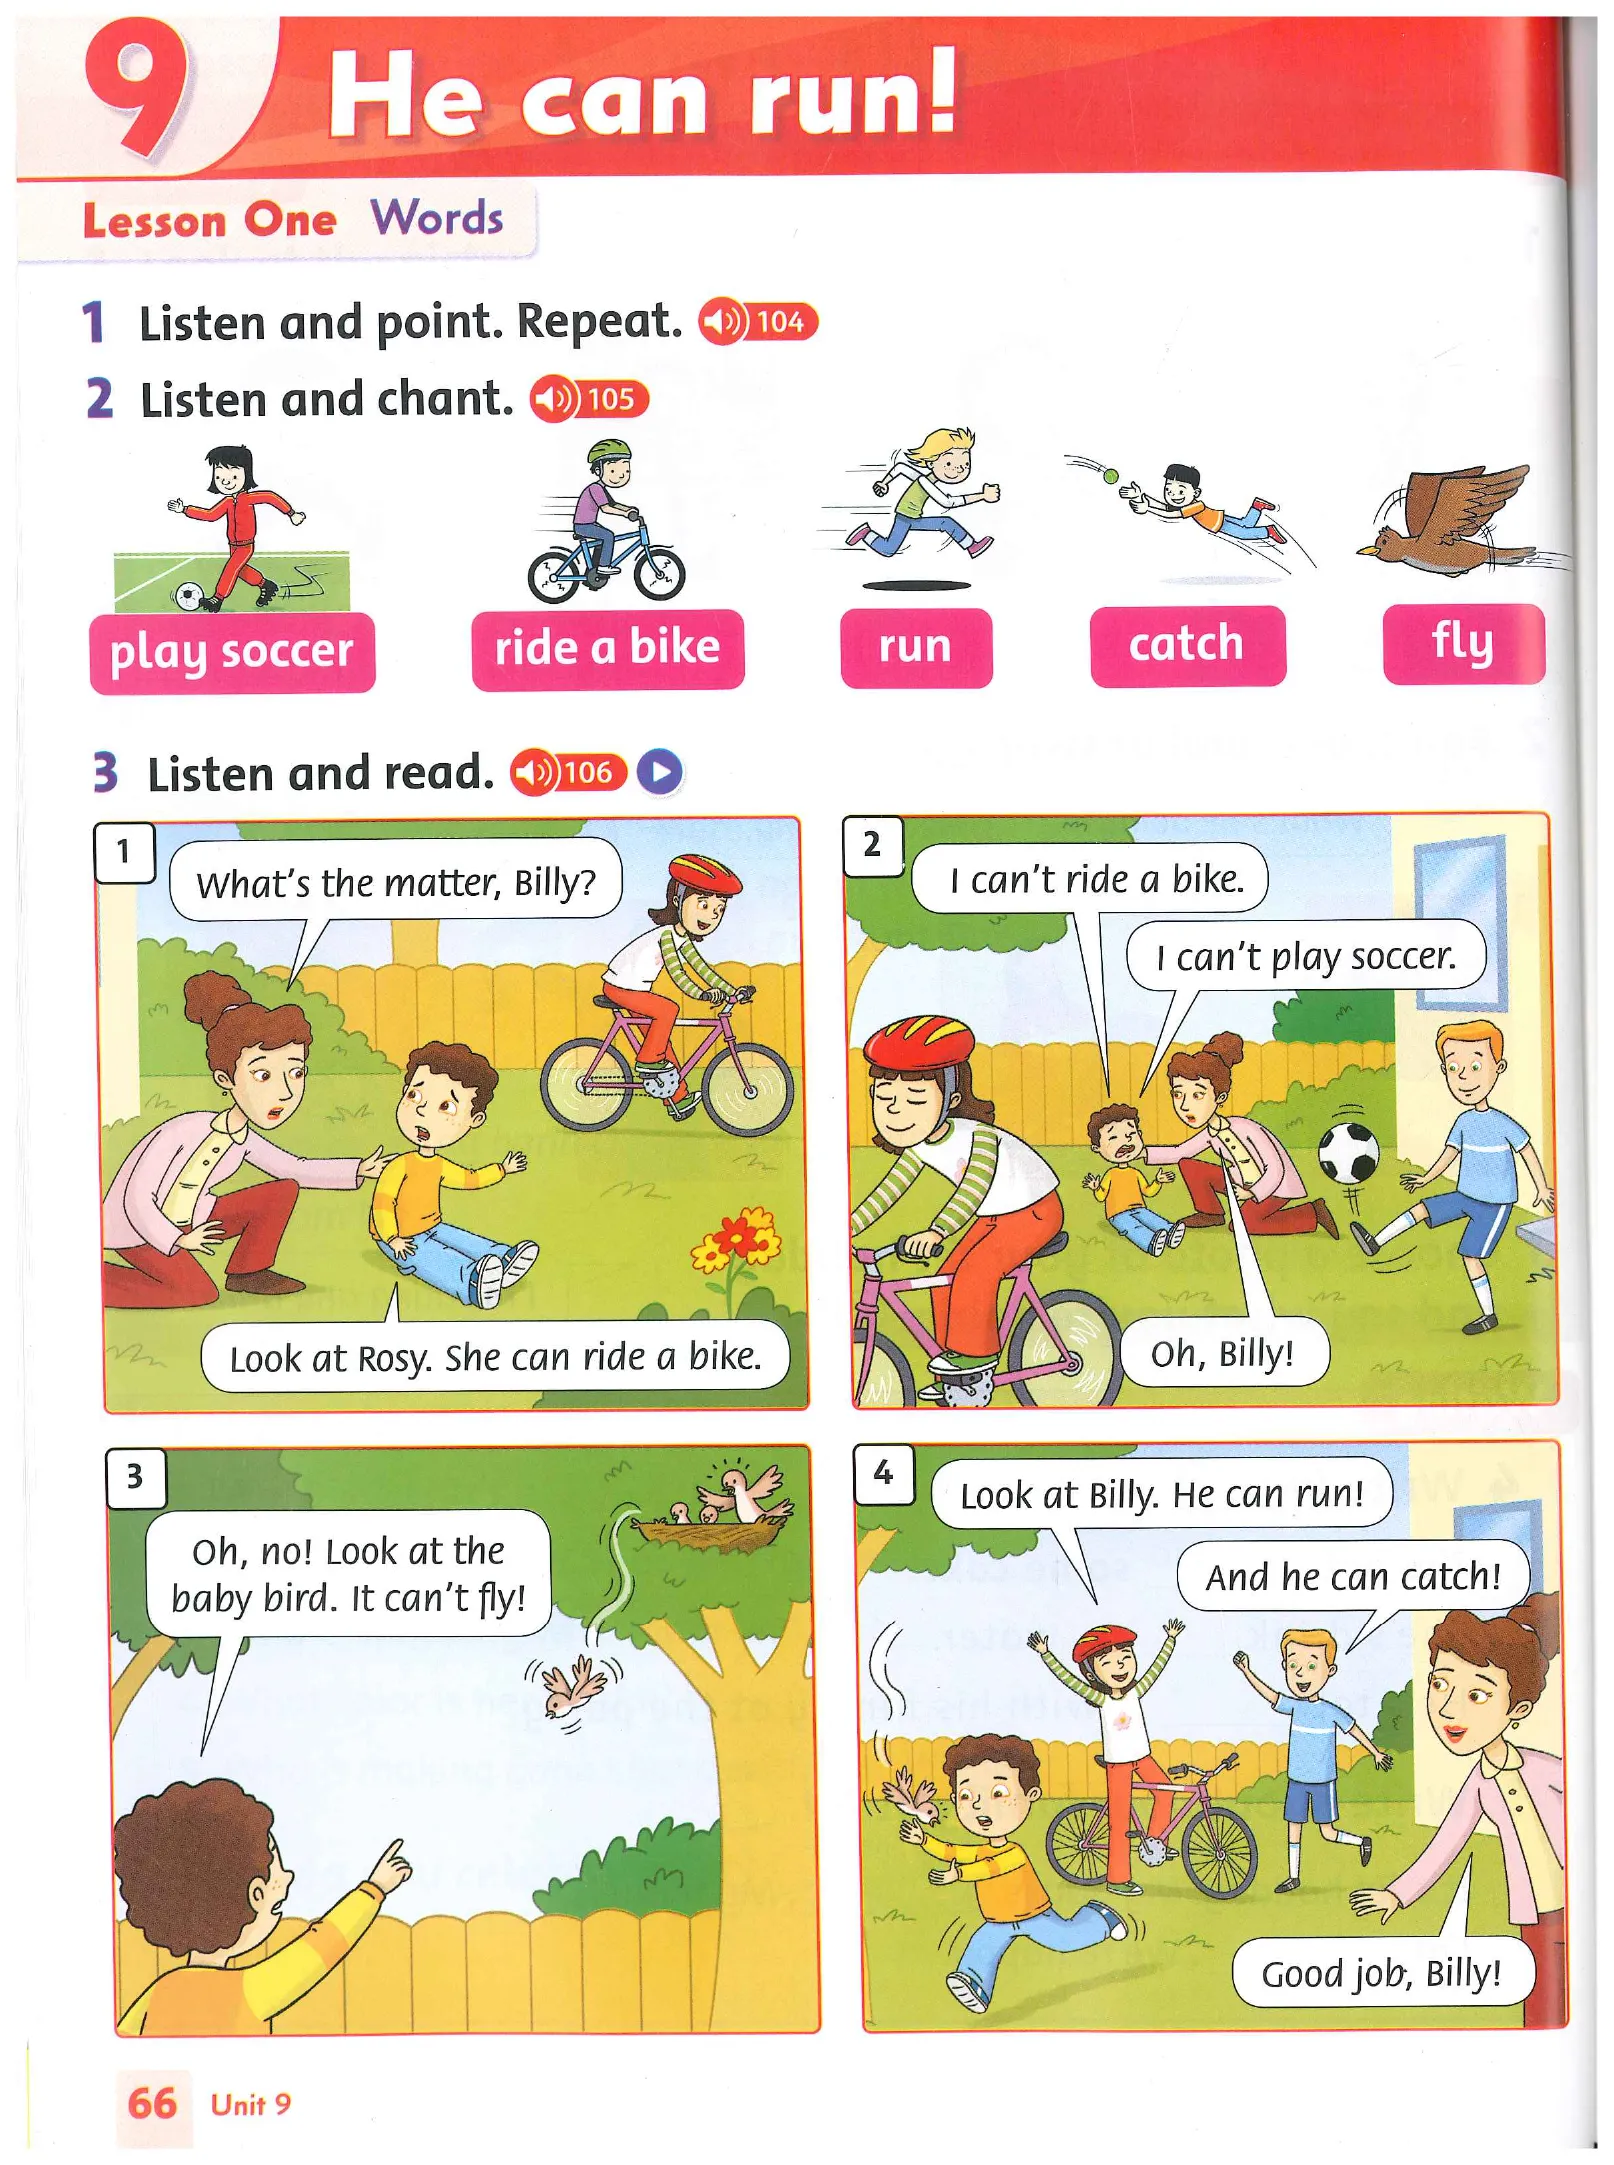 9
He can run!
Lesson One Words
1 Listen and point. Repeat. 104
2 Listen and chant. 105
play soccer
ride a bike
run
catch
fly
3 Listen and read. 106
1
What's the matter, Billy?
Look at Rosy. She can ride a bike.
2
I can't ride a bike.
I can't play soccer.
Oh, Billy!
3
Oh, no! Look at the
baby bird. It can't fly!
4
Look at Billy. He can run!
And he can catch!
Good job, Billy!
66 Unit 9